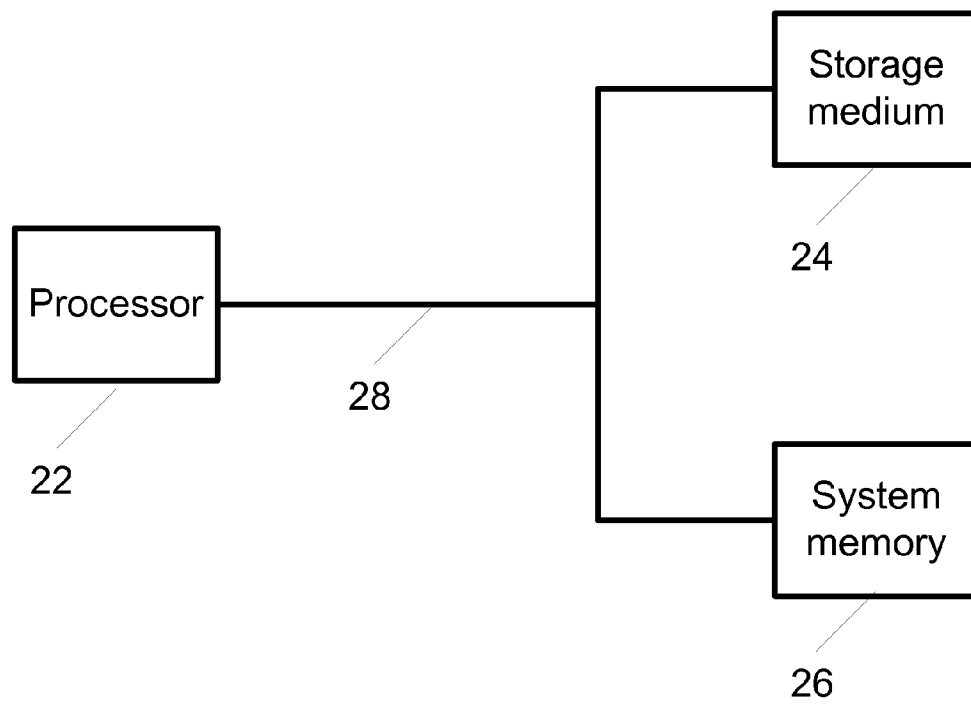 Storage
medium
24
Processor
28
22
System
memory
26